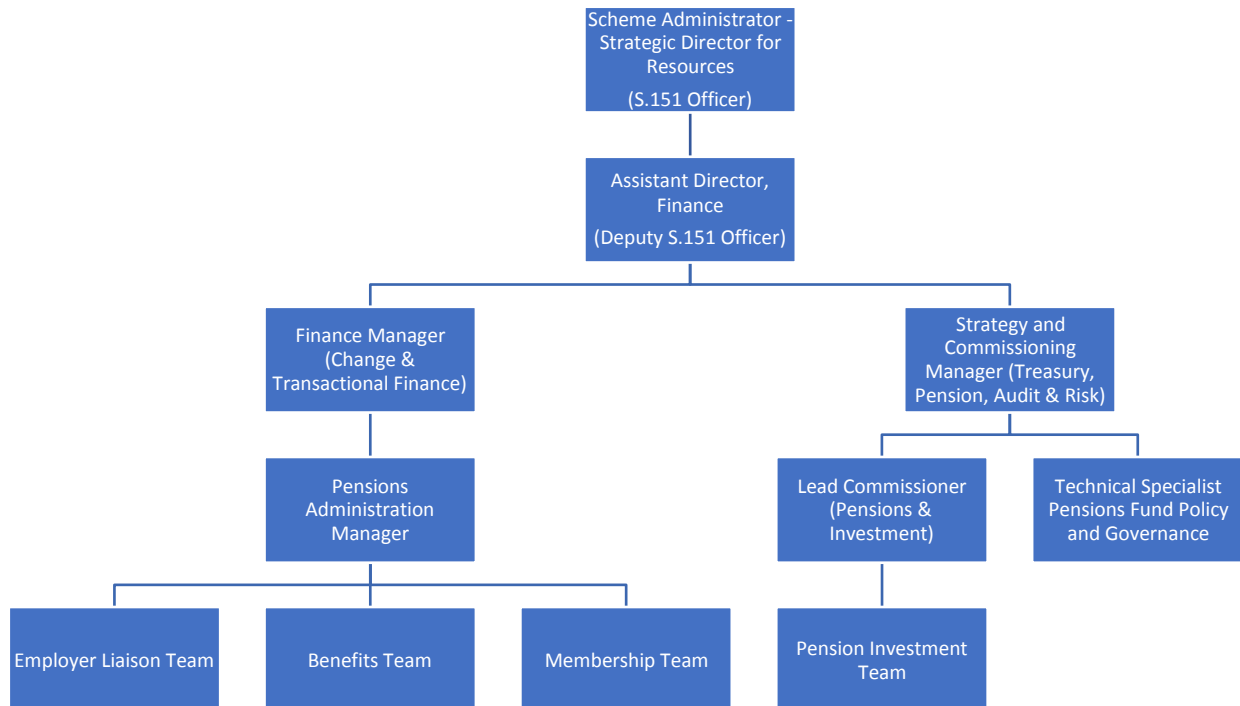 Scheme Administrator -
Strategic Director for
Resources
(S.151 Officer)
Assistant Director,
Finance
(Deputy S.151 Officer)
Finance Manager
(Change &
Transactional Finance)
Strategy and
Commissioning
Manager (Treasury,
Pension, Audit & Risk)
Pensions
Administration
Manager
Lead Commissioner
(Pensions &
Investment)
Technical Specialist
Pensions Fund Policy
and Governance
Employer Liaison Team
Benefits Team
Membership Team
Pension Investment
Team